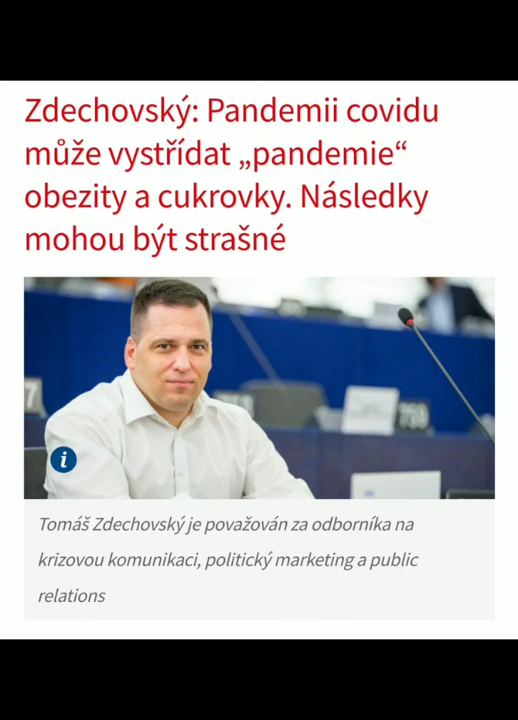 Zdechovský: Pandemii covidu
může vystřídat „pandemie“
obezity a cukrovky. Následky
mohou být strašné
i
Tomáš Zdechovský je považován za odborníka na
krizovou komunikaci, politický marketing a public
relations